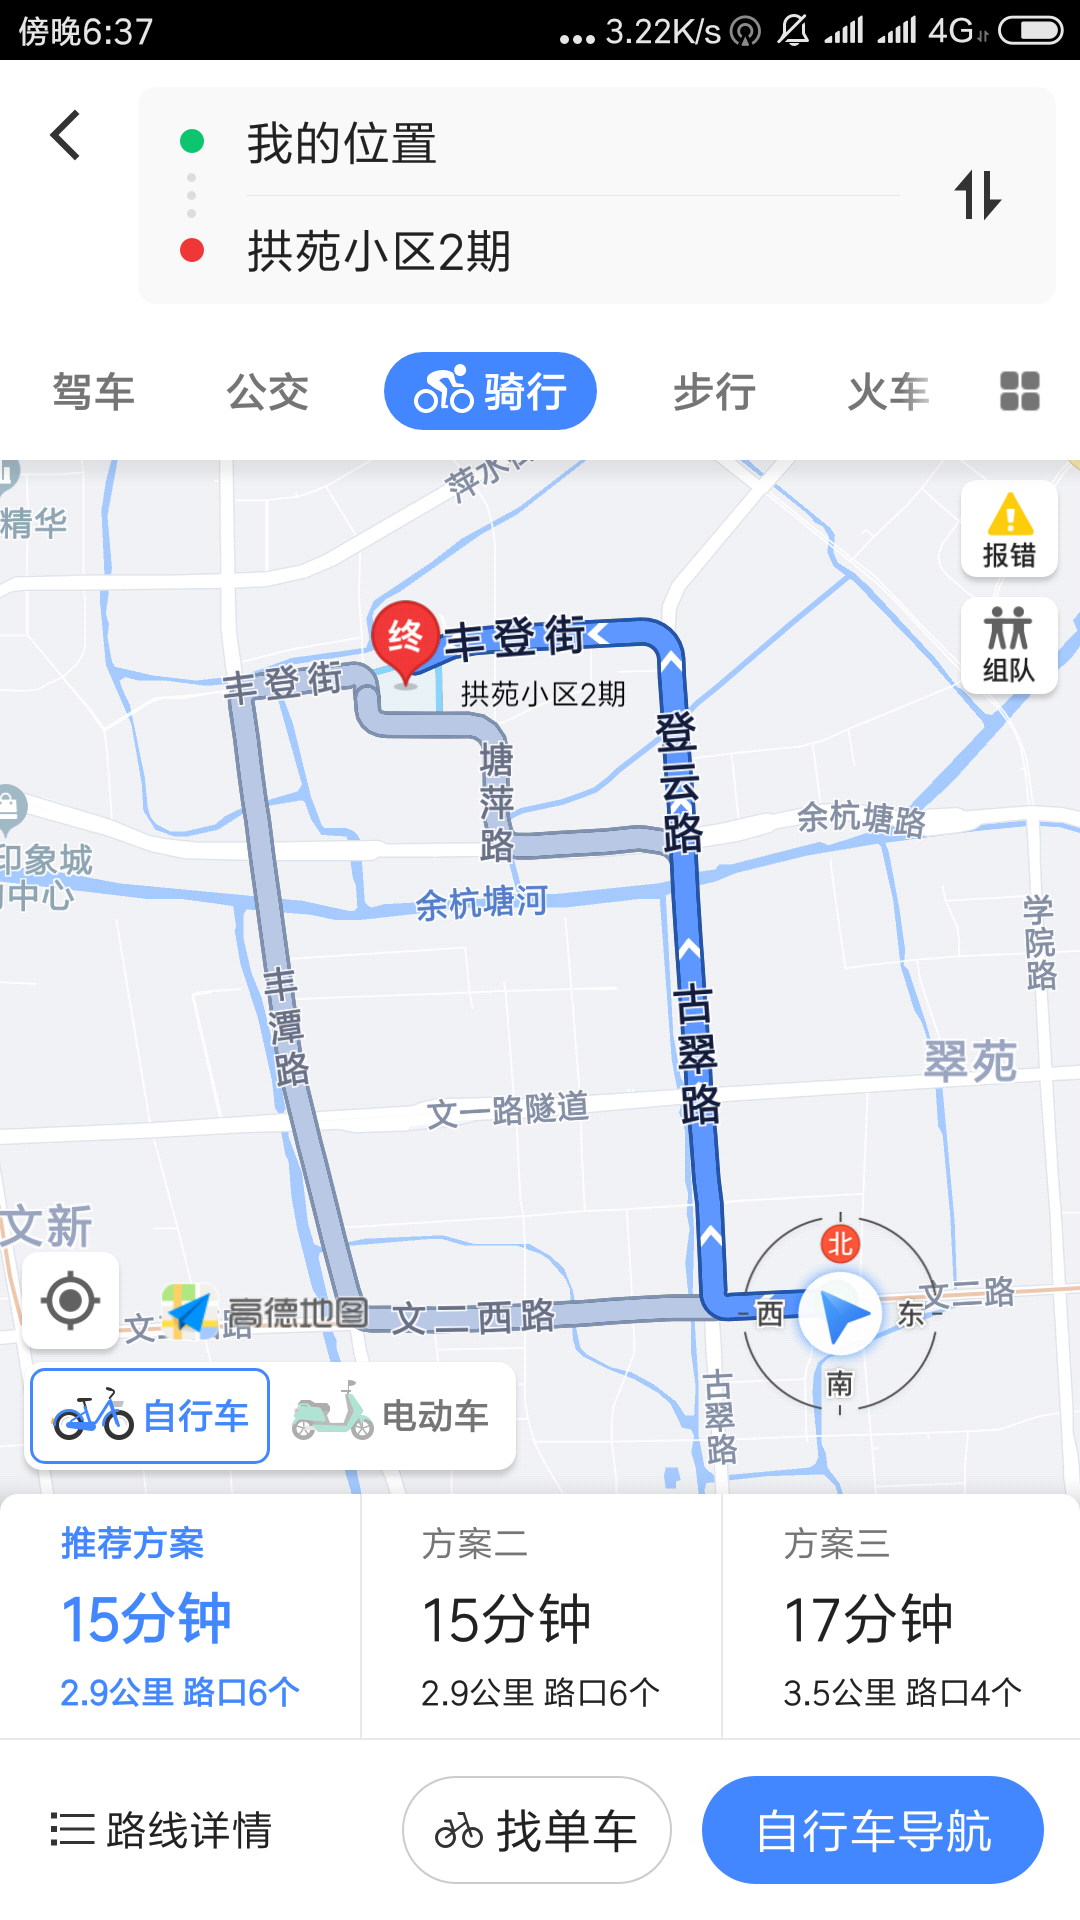 傍晚6:37
...3.22K/s
4G
我的位置
拱苑小区2期
驾车
公交
骑行
步行
火车
萍水街
精华
报错
组队
终
丰登街
丰登街
拱苑小区2期
登云路
塘萍路
余杭塘路
印象城
中心
余杭塘河
学院路
丰潭路
古翠路
翠苑
文一路隧道
文新
北
西
东
南
文二路
文二西路
高德地图
古翠路
自行车
电动车
推荐方案
15分钟
2.9公里 路口6个
方案二
15分钟
2.9公里 路口6个
方案三
17分钟
3.5公里 路口4个
路线详情
找单车
自行车导航